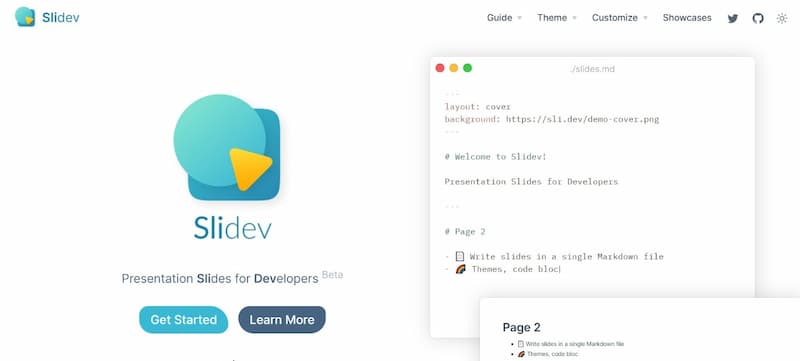 Slidev
Guide
Theme
Customize
Showcases
Slidev
Presentation Slides for Developers Beta
Get Started
Learn More
./slides.md
---
layout: cover
background: https://sli.dev/demo-cover.png
---
# Welcome to Slidev!
Presentation Slides for Developers
---
# Page 2
- 📋 Write slides in a single Markdown file
- 🌈 Themes, code bloc
Page 2
• 📋 Write slides in a single Markdown file
• 🌈 Themes, code bloc